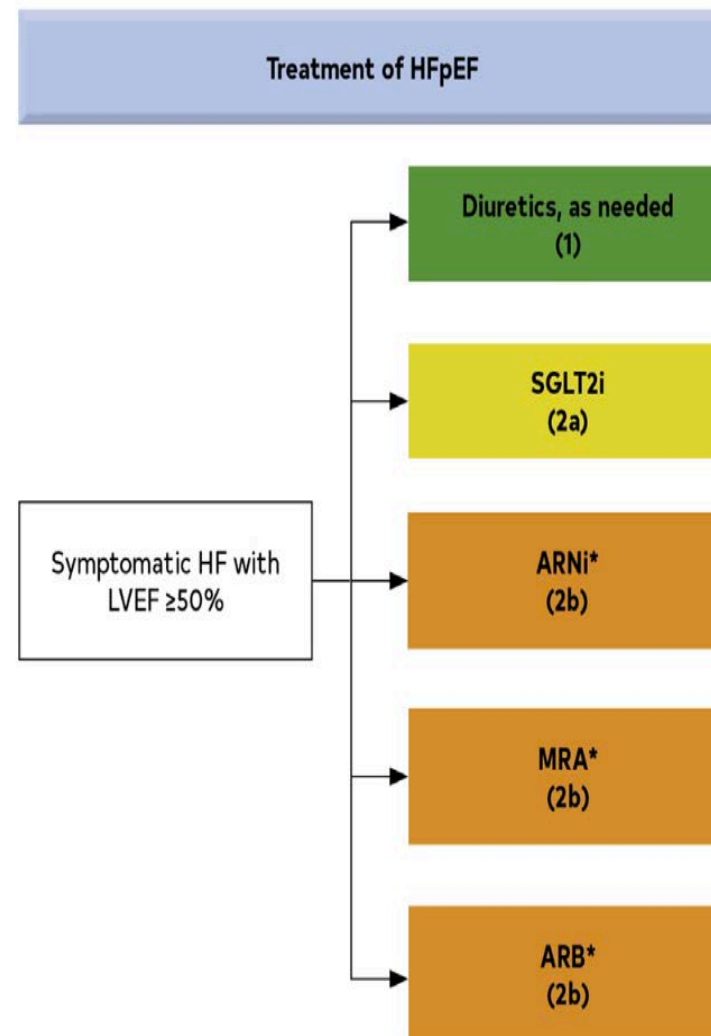 Treatment of HFpEF
Diuretics, as needed
(1)
SGLT2i
(2a)
Symptomatic HF with
LVEF ≥50%
ARNi*
(2b)
MRA*
(2b)
ARB*
(2b)